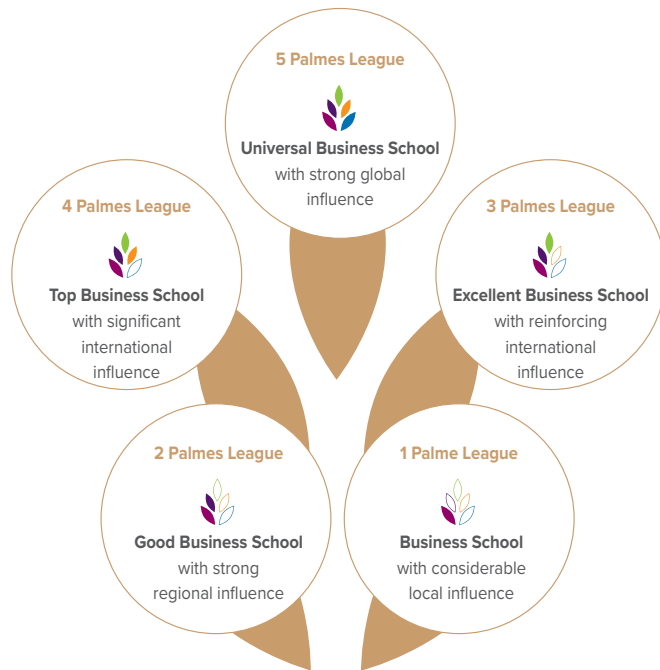 5 Palmes League
Universal Business School
with strong global
influence
4 Palmes League
Top Business School
with significant
international
influence
3 Palmes League
Excellent Business School
with reinforcing
international
influence
2 Palmes League
Good Business School
with strong
regional influence
1 Palme League
Business School
with considerable
local influence